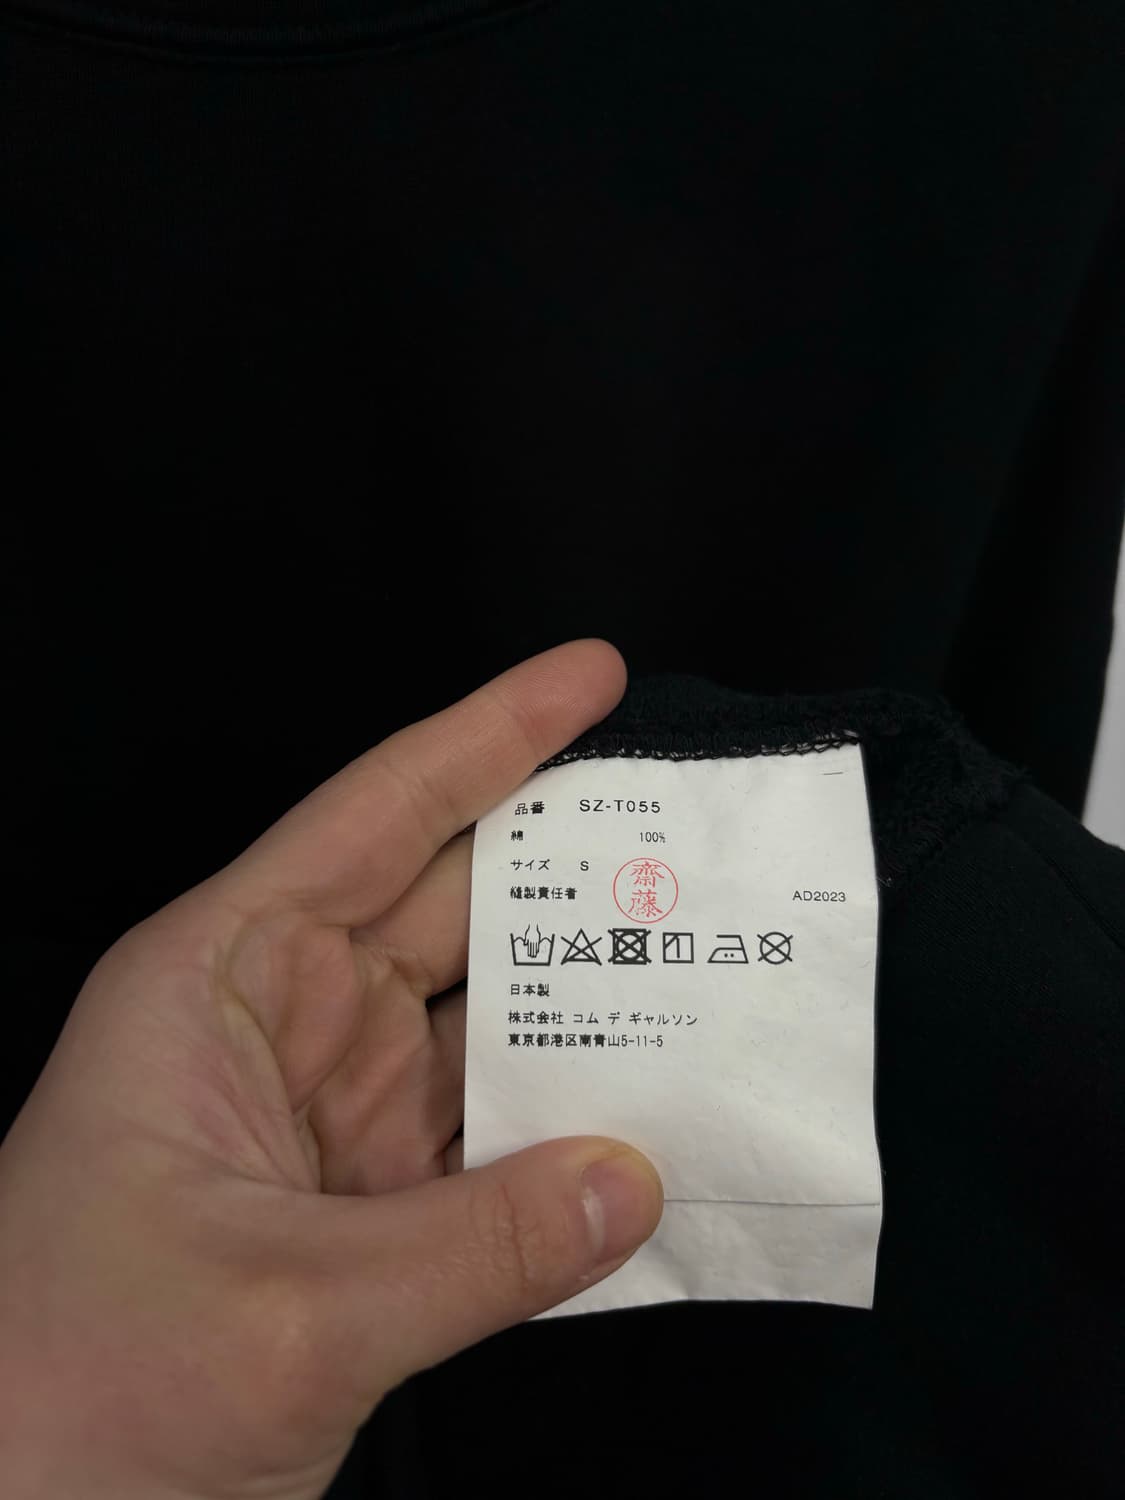 品番 SZ-T055
綿 100%
サイズ S
縫製責任者 齋藤 AD2023
日本製
株式会社 コム デ ギャルソン
東京都港区南青山5-11-5